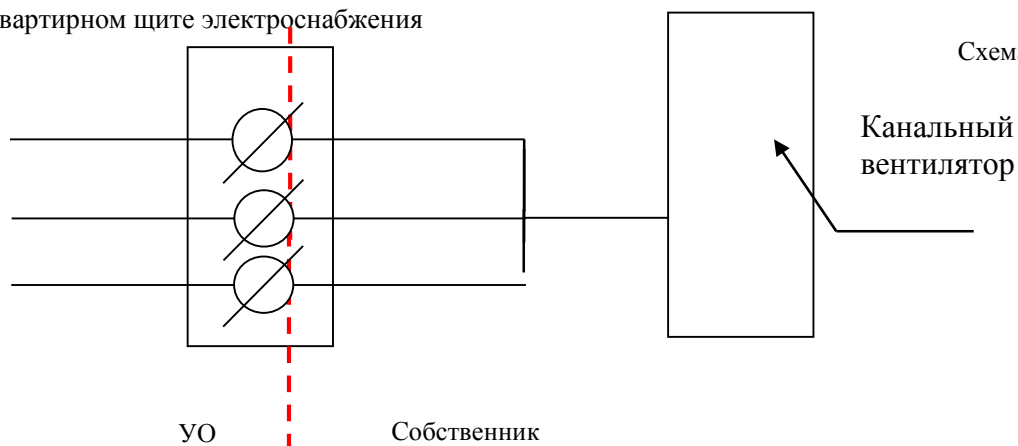 вартирном щите электроснабжения
Схем
Канальный
вентилятор
УО
Собственник